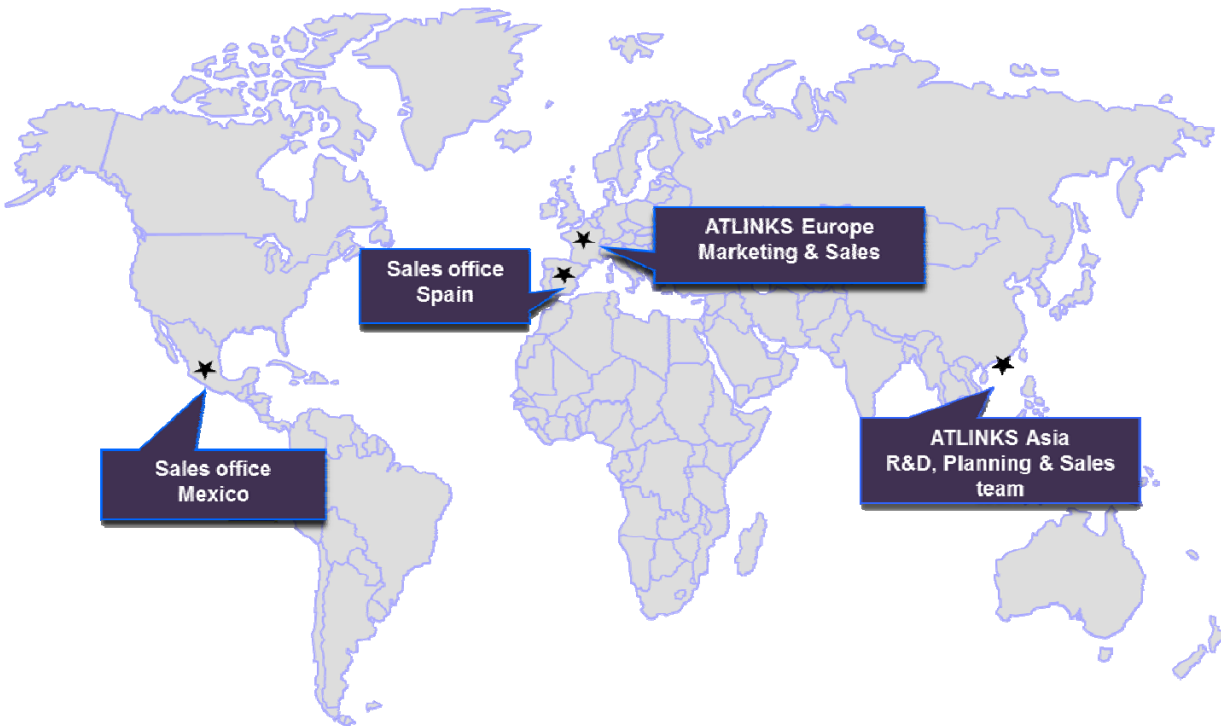 ATLINKS Europe
Marketing & Sales
Sales office
Spain
Sales office
Mexico
ATLINKS Asia
R&D, Planning & Sales
team